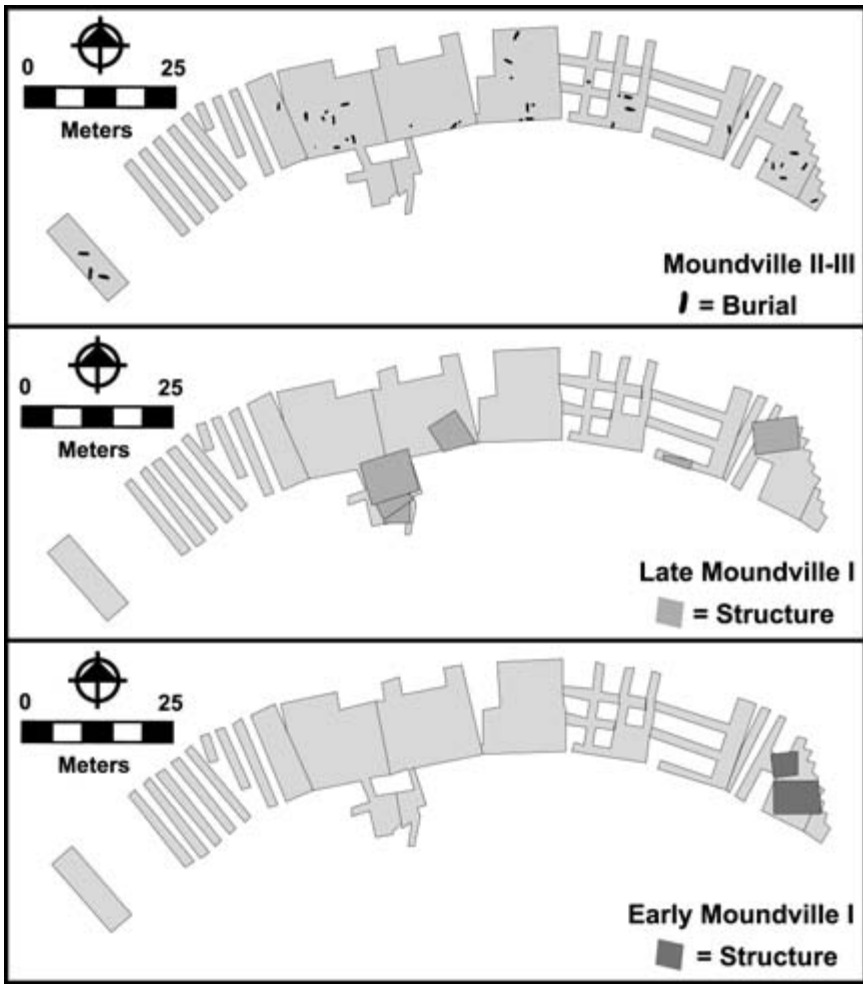 0 25
Meters
Moundville II-III
= Burial
0 25
Meters
Late Moundville I
= Structure
0 25
Meters
Early Moundville I
= Structure